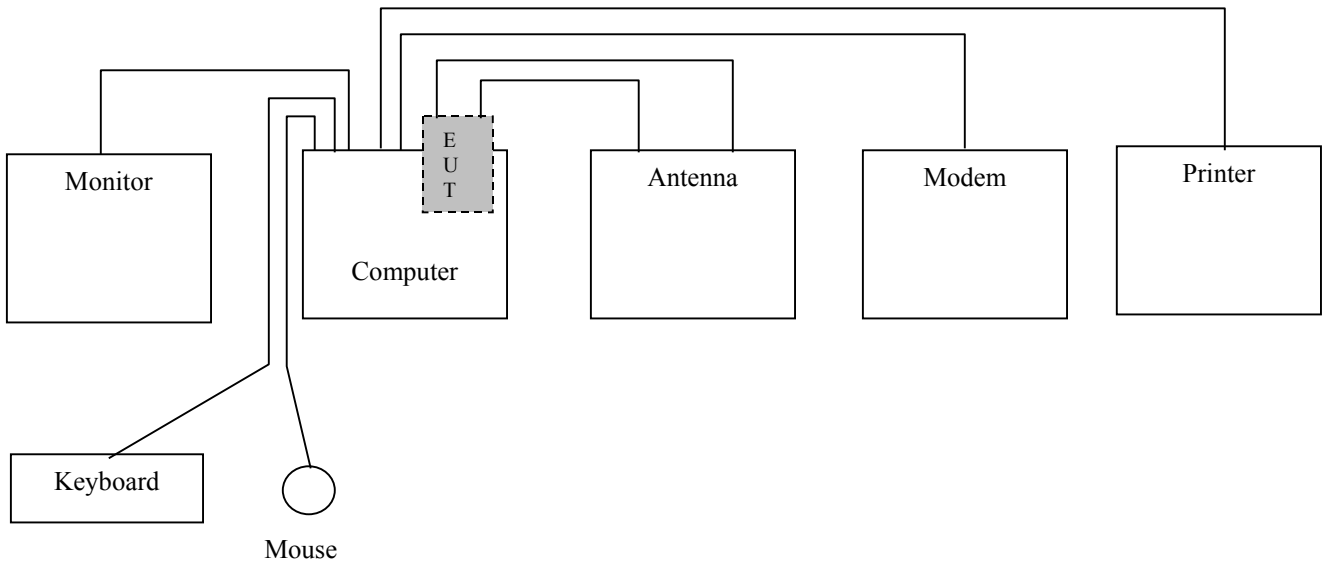 Monitor
E
U
T
Computer
Antenna
Modem
Printer
Keyboard
Mouse